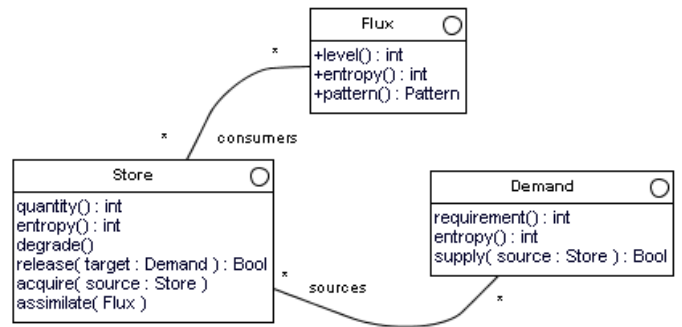 Flux
+level() : int
+entropy() : int
+pattern() : Pattern
*
*
consumers
Store
quantity() : int
entropy() : int
degrade()
release( target : Demand ) : Bool
acquire( source : Store )
assimilate( Flux )
Demand
requirement() : int
entropy() : int
supply( source : Store ) : Bool
*
sources
*